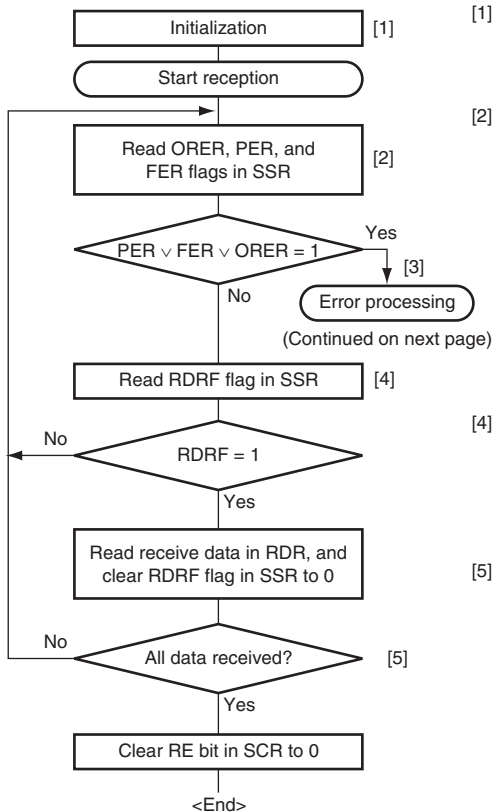 Initialization [1]
[1]
Start reception
[2]
Read ORER, PER, and
FER flags in SSR
[2]
PER ∨ FER ∨ ORER = 1
Yes
[3]
No
Error processing
(Continued on next page)
Read RDRF flag in SSR [4]
[4]
No
RDRF = 1
Yes
Read receive data in RDR, and
clear RDRF flag in SSR to 0
[5]
No
All data received? [5]
Yes
Clear RE bit in SCR to 0
<End>